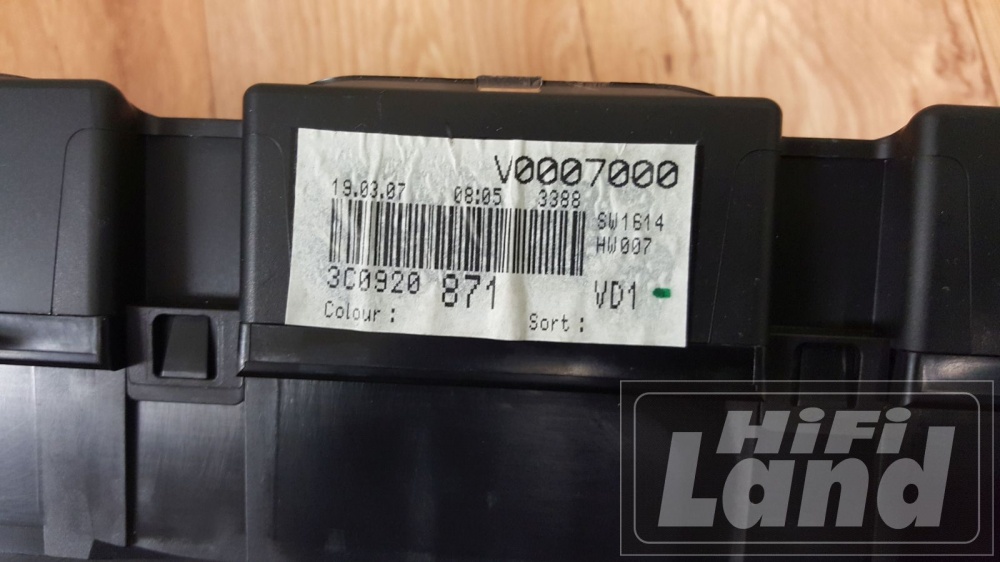 V0007000
19.03.07 08:05 3388
SW1614
HW007
3C0920 871 VD1
Colour : Sort :
HiFi
Land